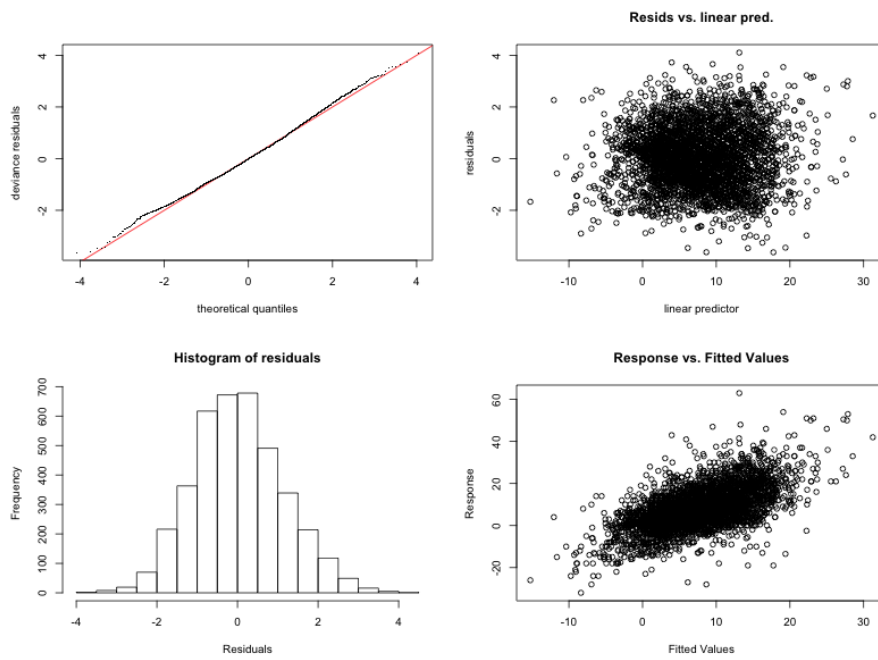 deviance residuals
-2 0 2 4
-4 -2 0 2 4
theoretical quantiles
Resids vs. linear pred.
residuals
-2 0 2 4
-10 0 10 20 30
linear predictor
Histogram of residuals
Frequency
0 100 200 300 400 500 600 700
-4 -2 0 2 4
Residuals
Response vs. Fitted Values
Response
-20 0 20 40 60
-10 0 10 20 30
Fitted Values